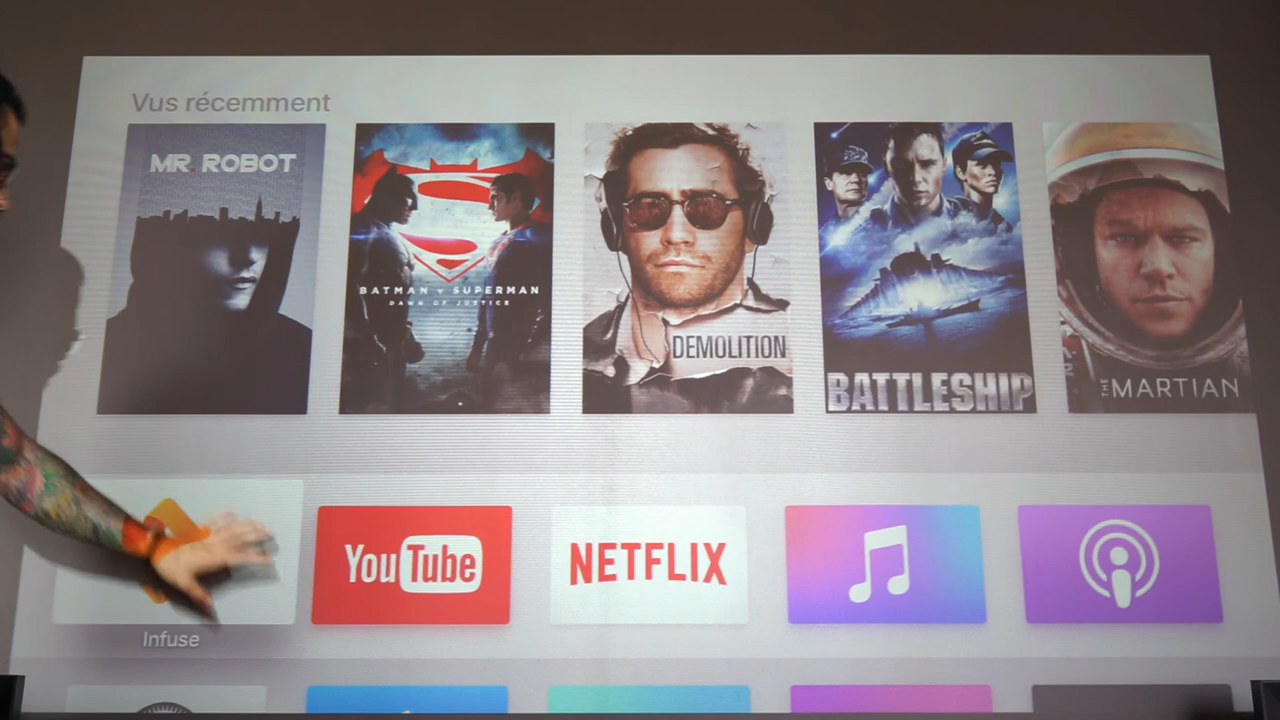 Vus récemment
MR. ROBOT
BATMAN v SUPERMAN
DAWN OF JUSTICE
DEMOLITION
BATTLESHIP
THE MARTIAN
YouTube
NETFLIX
Infuse